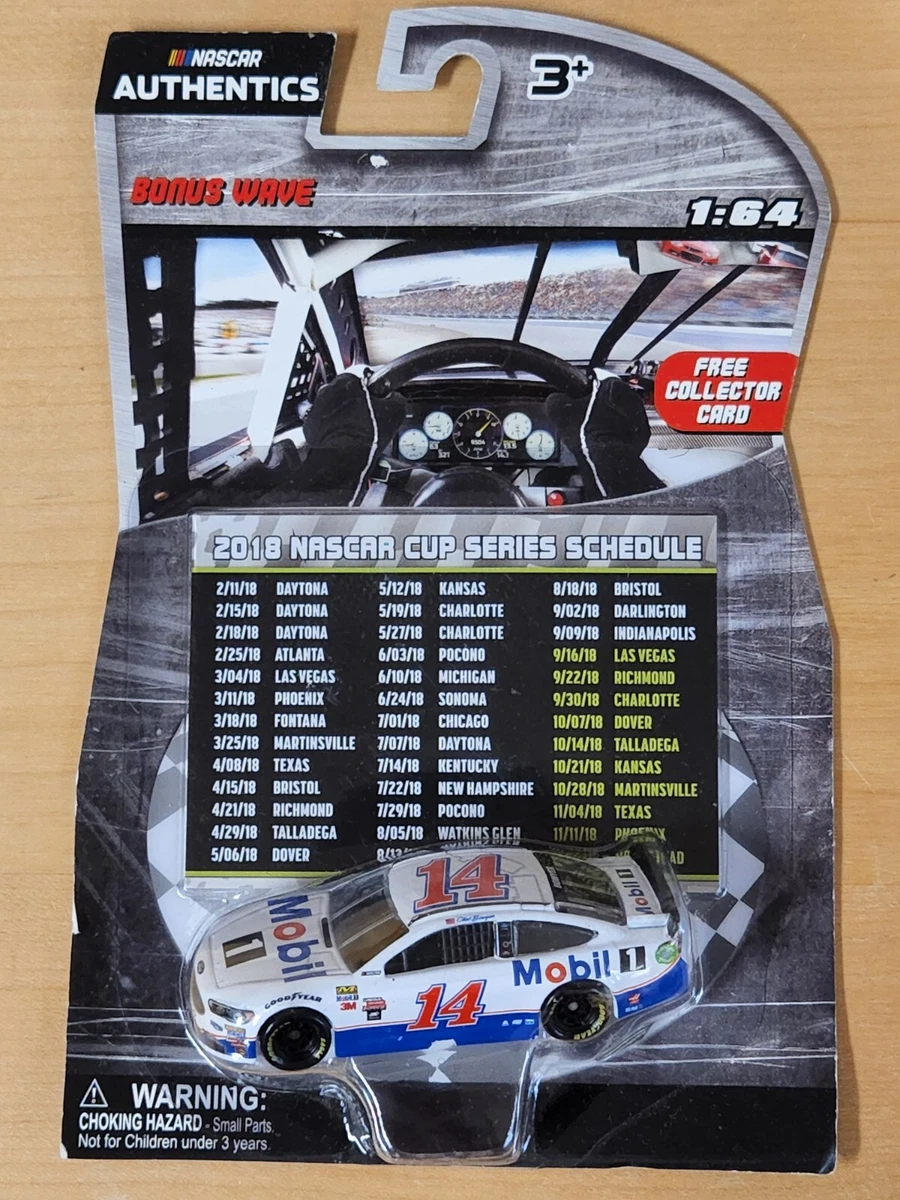 NASCAR
AUTHENTICS
3+
BONUS WAVE
1:64
FREE
COLLECTOR
CARD
2018 NASCAR CUP SERIES SCHEDULE
2/11/18 DAYTONA
2/15/18 DAYTONA
2/18/18 DAYTONA
2/25/18 ATLANTA
3/04/18 LAS VEGAS
3/11/18 PHOENIX
3/18/18 FONTANA
3/25/18 MARTINSVILLE
4/08/18 TEXAS
4/15/18 BRISTOL
4/21/18 RICHMOND
4/29/18 TALLADEGA
5/06/18 DOVER
5/12/18 KANSAS
5/19/18 CHARLOTTE
5/27/18 CHARLOTTE
6/03/18 POCONO
6/10/18 MICHIGAN
6/24/18 SONOMA
7/01/18 CHICAGO
7/07/18 DAYTONA
7/14/18 KENTUCKY
7/22/18 NEW HAMPSHIRE
7/29/18 POCONO
8/05/18 WATKINS GLEN
8/18/18 BRISTOL
9/02/18 DARLINGTON
9/09/18 INDIANAPOLIS
9/16/18 LAS VEGAS
9/22/18 RICHMOND
9/30/18 CHARLOTTE
10/07/18 DOVER
10/14/18 TALLADEGA
10/21/18 KANSAS
10/28/18 MARTINSVILLE
11/04/18 TEXAS
11/11/18 PHOENIX
14
Mobil 1
Mobil 1
Mobil 1
GOODYEAR
3M
14
WARNING:
CHOKING HAZARD - Small Parts.
Not for Children under 3 years.